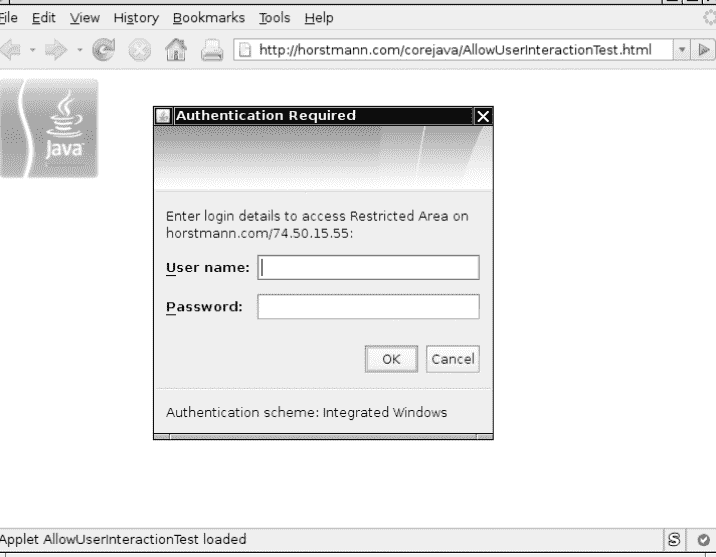 File Edit View History Bookmarks Tools Help
http://horstmann.com/corejava/AllowUserInteractionTest.html
Java
Authentication Required
Enter login details to access Restricted Area on
horstmann.com/74.50.15.55:
User name:
Password:
OK Cancel
Authentication scheme: Integrated Windows
Applet AllowUserInteractionTest loaded
S